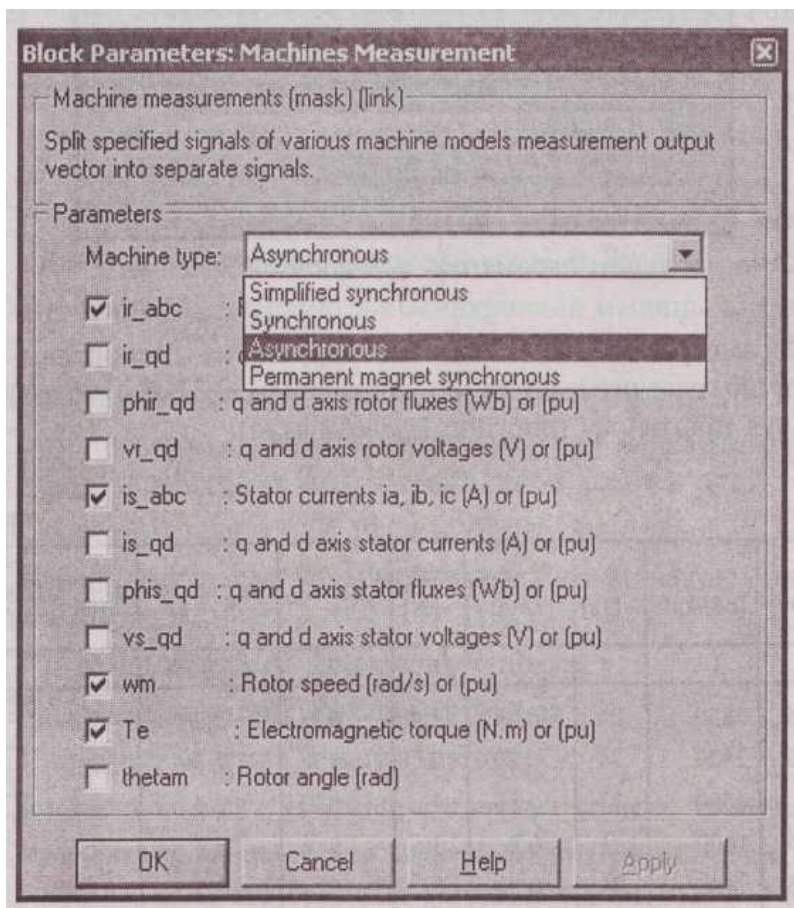 Block Parameters: Machines Measurement
Machine measurements (mask) (link)
Split specified signals of various machine models measurement output
vector into separate signals.
Parameters
Machine type: Asynchronous
Simplified synchronous
Synchronous
Asynchronous
Permanent magnet synchronous
ir_abc :
ir_qd :
phir_qd : q and d axis rotor fluxes (Wb) or (pu)
vr_qd : q and d axis rotor voltages (V) or (pu)
is_abc : Stator currents ia, ib, ic (A) or (pu)
is_qd : q and d axis stator currents (A) or (pu)
phis_qd : q and d axis stator fluxes (Wb) or (pu)
vs_qd : q and d axis stator voltages (V) or (pu)
wm : Rotor speed (rad/s) or (pu)
Te : Electromagnetic torque (N.m) or (pu)
thetam : Rotor angle (rad)
OK Cancel Help Apply